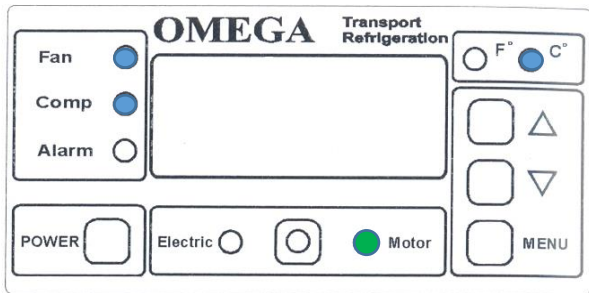 OMEGA
Transport
Refrigeration
Fan
Comp
Alarm
F° C°
POWER
Electric
Motor
MENU